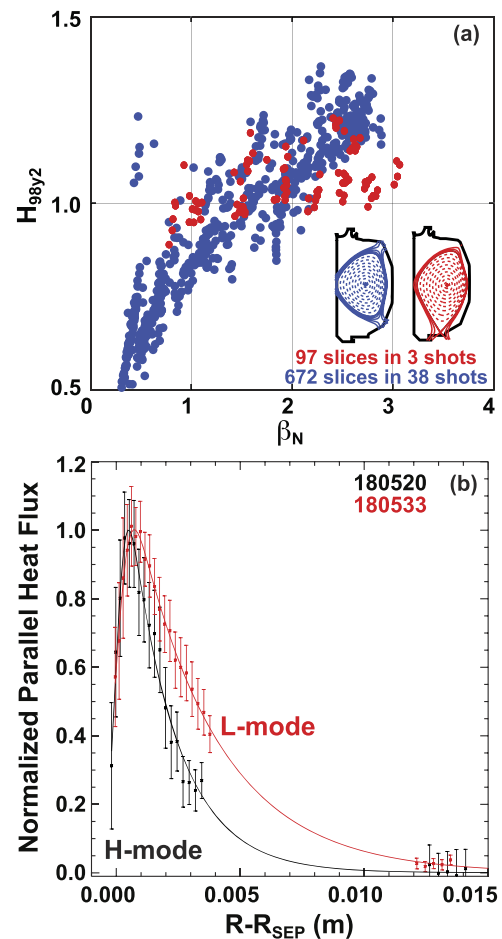 1.5
(a)
H98y2
1.0
97 slices in 3 shots
672 slices in 38 shots
0.5
0 1 2 3 4
βN
1.2
180520
(b)
180533
1.0
Normalized Parallel Heat Flux
0.8
0.6
L-mode
0.4
0.2
H-mode
0.0
0.000 0.005 0.010 0.015
R-RSEP (m)